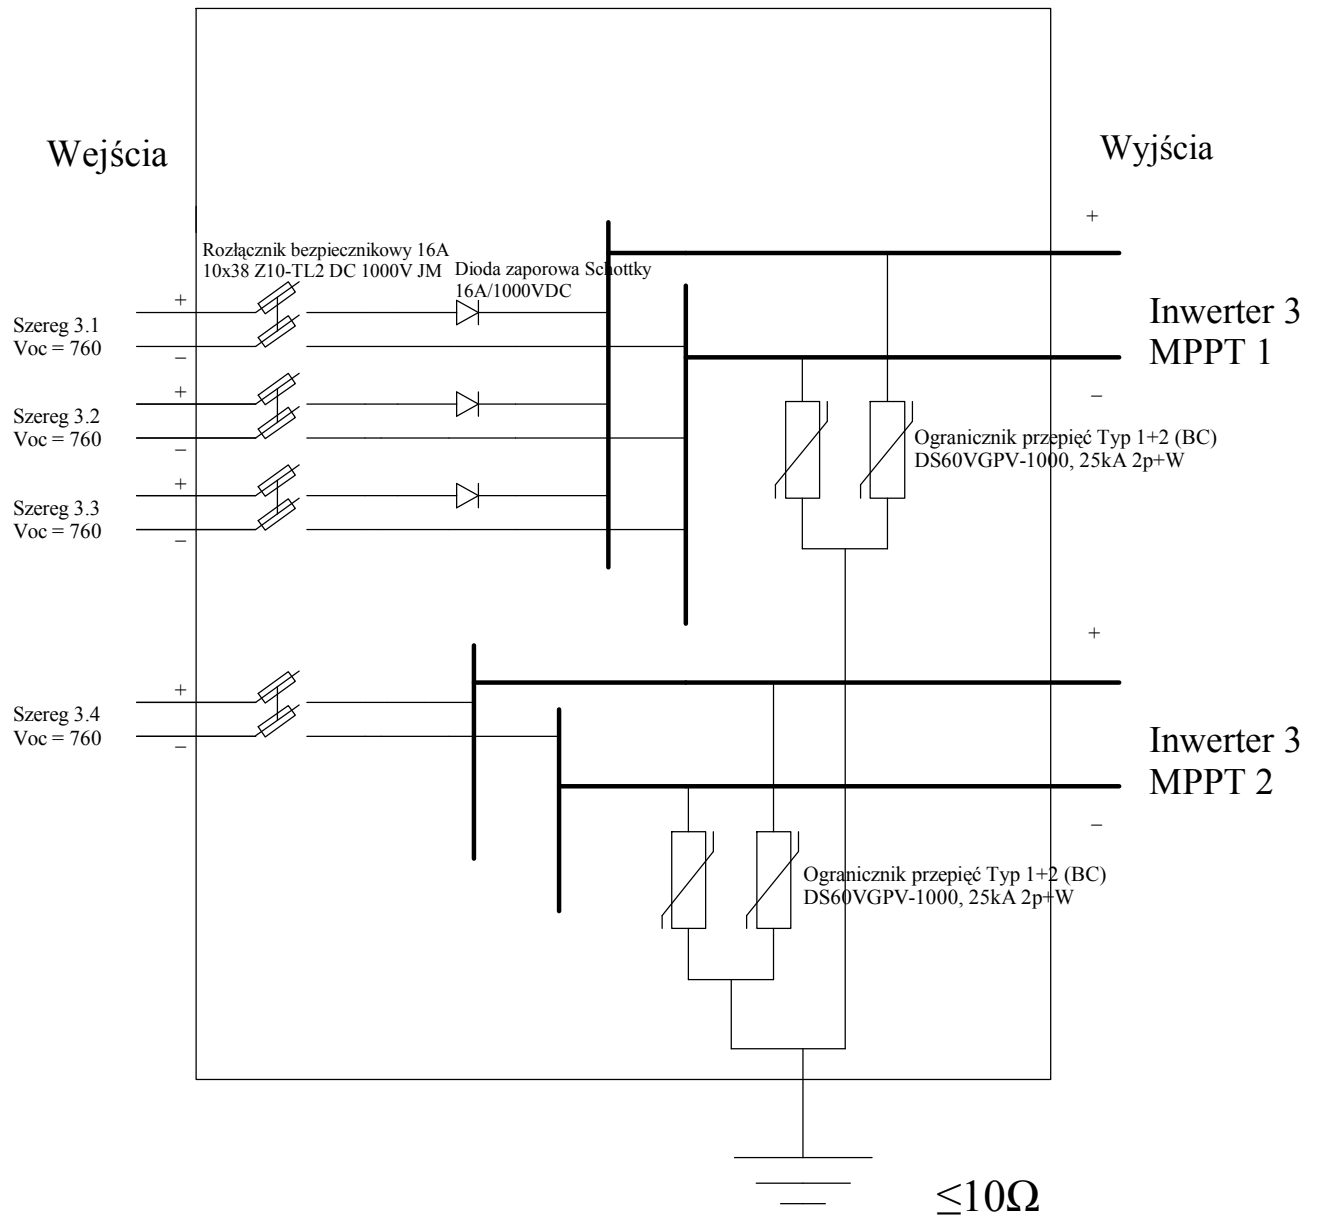 Wejścia
Wyjścia
+
Rozłącznik bezpiecznikowy 16A
10x38 Z10-TL2 DC 1000V JM
Dioda zaporowa Schottky
16A/1000VDC
+
Szereg 3.1
Voc = 760
−
Inwerter 3
MPPT 1
−
+
Szereg 3.2
Voc = 760
−
Ogranicznik przepięć Typ 1+2 (BC)
DS60VGPV-1000, 25kA 2p+W
+
Szereg 3.3
Voc = 760
−
+
+
Szereg 3.4
Voc = 760
−
Inwerter 3
MPPT 2
−
Ogranicznik przepięć Typ 1+2 (BC)
DS60VGPV-1000, 25kA 2p+W
≤10Ω